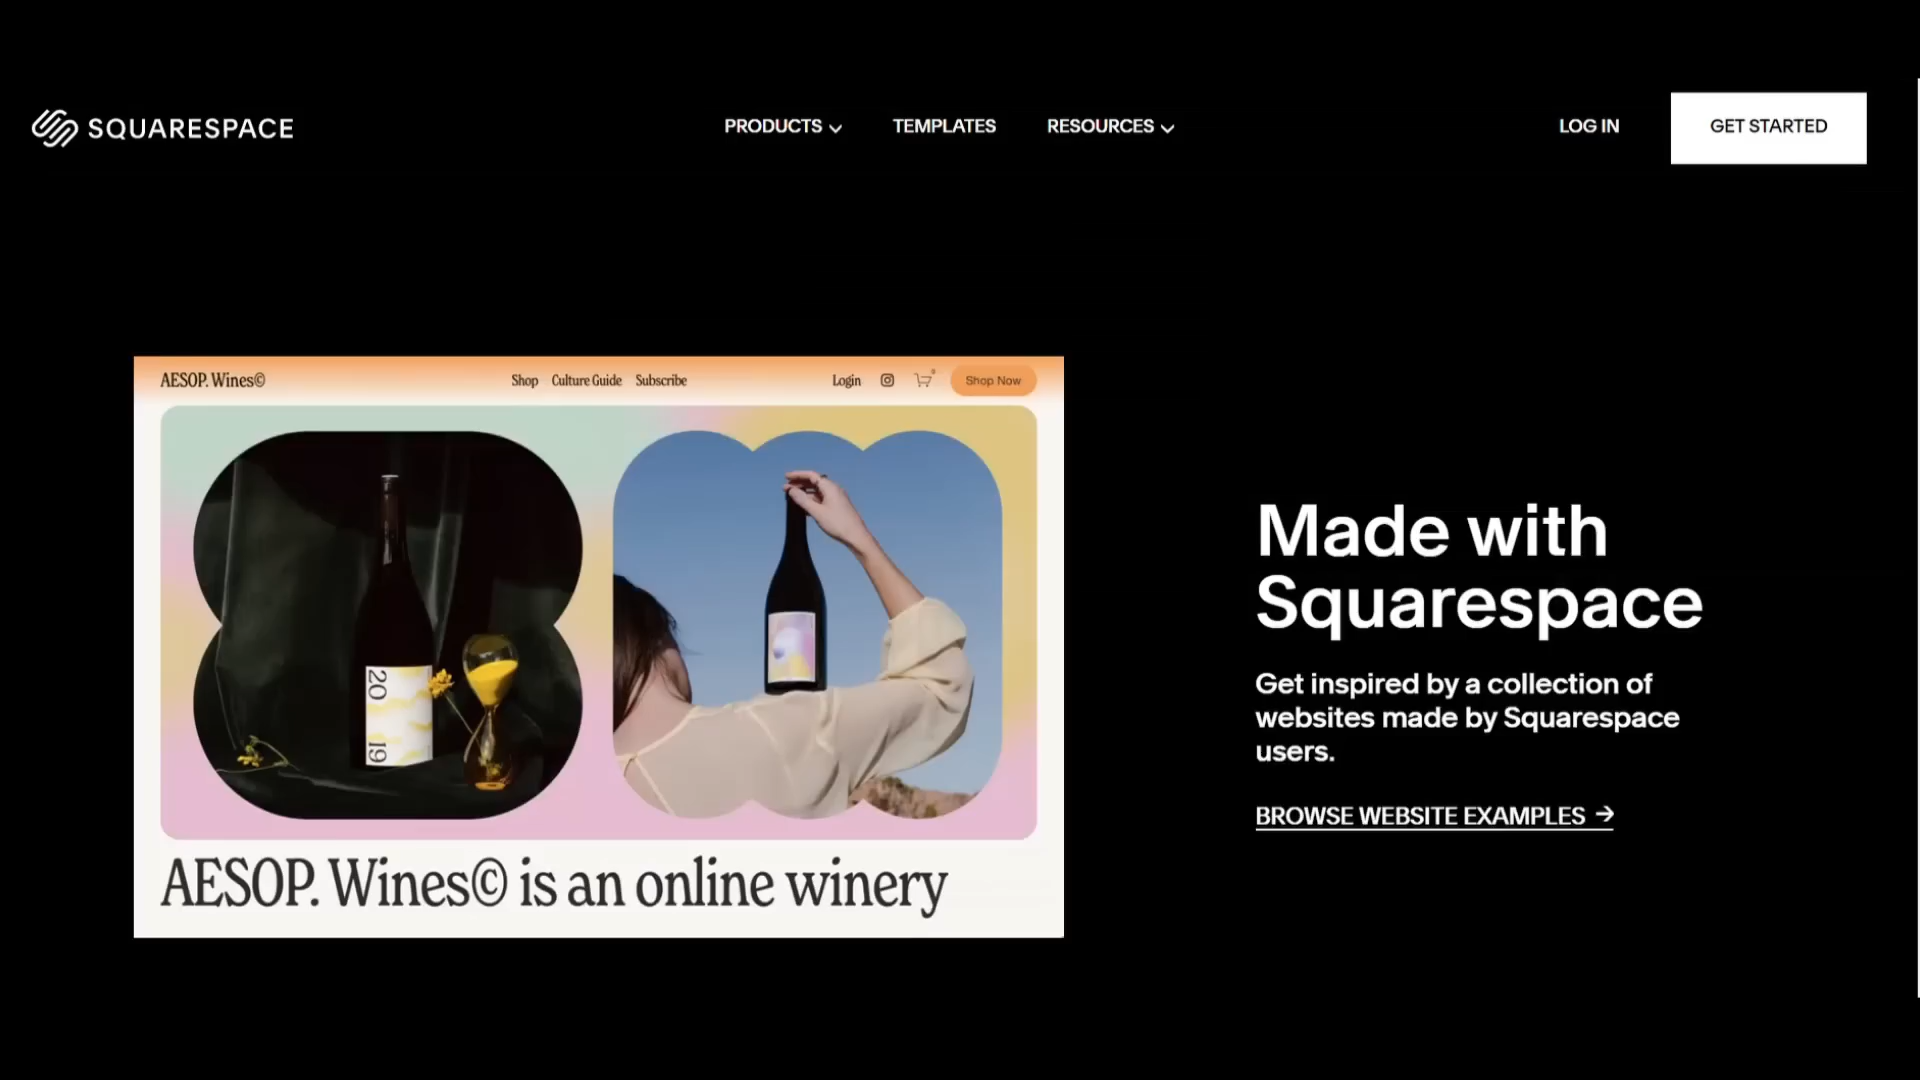 SQUARESPACE
PRODUCTS
TEMPLATES
RESOURCES
LOG IN
GET STARTED
AESOP. Wines©
Shop
Culture Guide
Subscribe
Login
0
Shop Now
20
19
AESOP. Wines© is an online winery
Made with
Squarespace
Get inspired by a collection of
websites made by Squarespace
users.
BROWSE WEBSITE EXAMPLES →